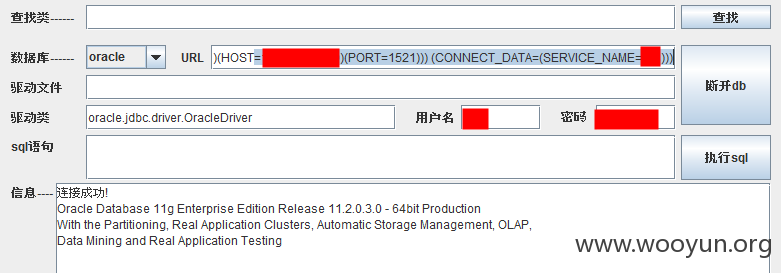 查找类------ 查找
数据库------ oracle URL )(HOST= )(PORT=1521))) (CONNECT_DATA=(SERVICE_NAME= )))
断开db
驱动文件
驱动类 oracle.jdbc.driver.OracleDriver 用户名 密码
sql语句 执行sql
信息---- 连接成功!
Oracle Database 11g Enterprise Edition Release 11.2.0.3.0 - 64bit Production
With the Partitioning, Real Application Clusters, Automatic Storage Management, OLAP,
Data Mining and Real Application Testing
www.wooyun.org